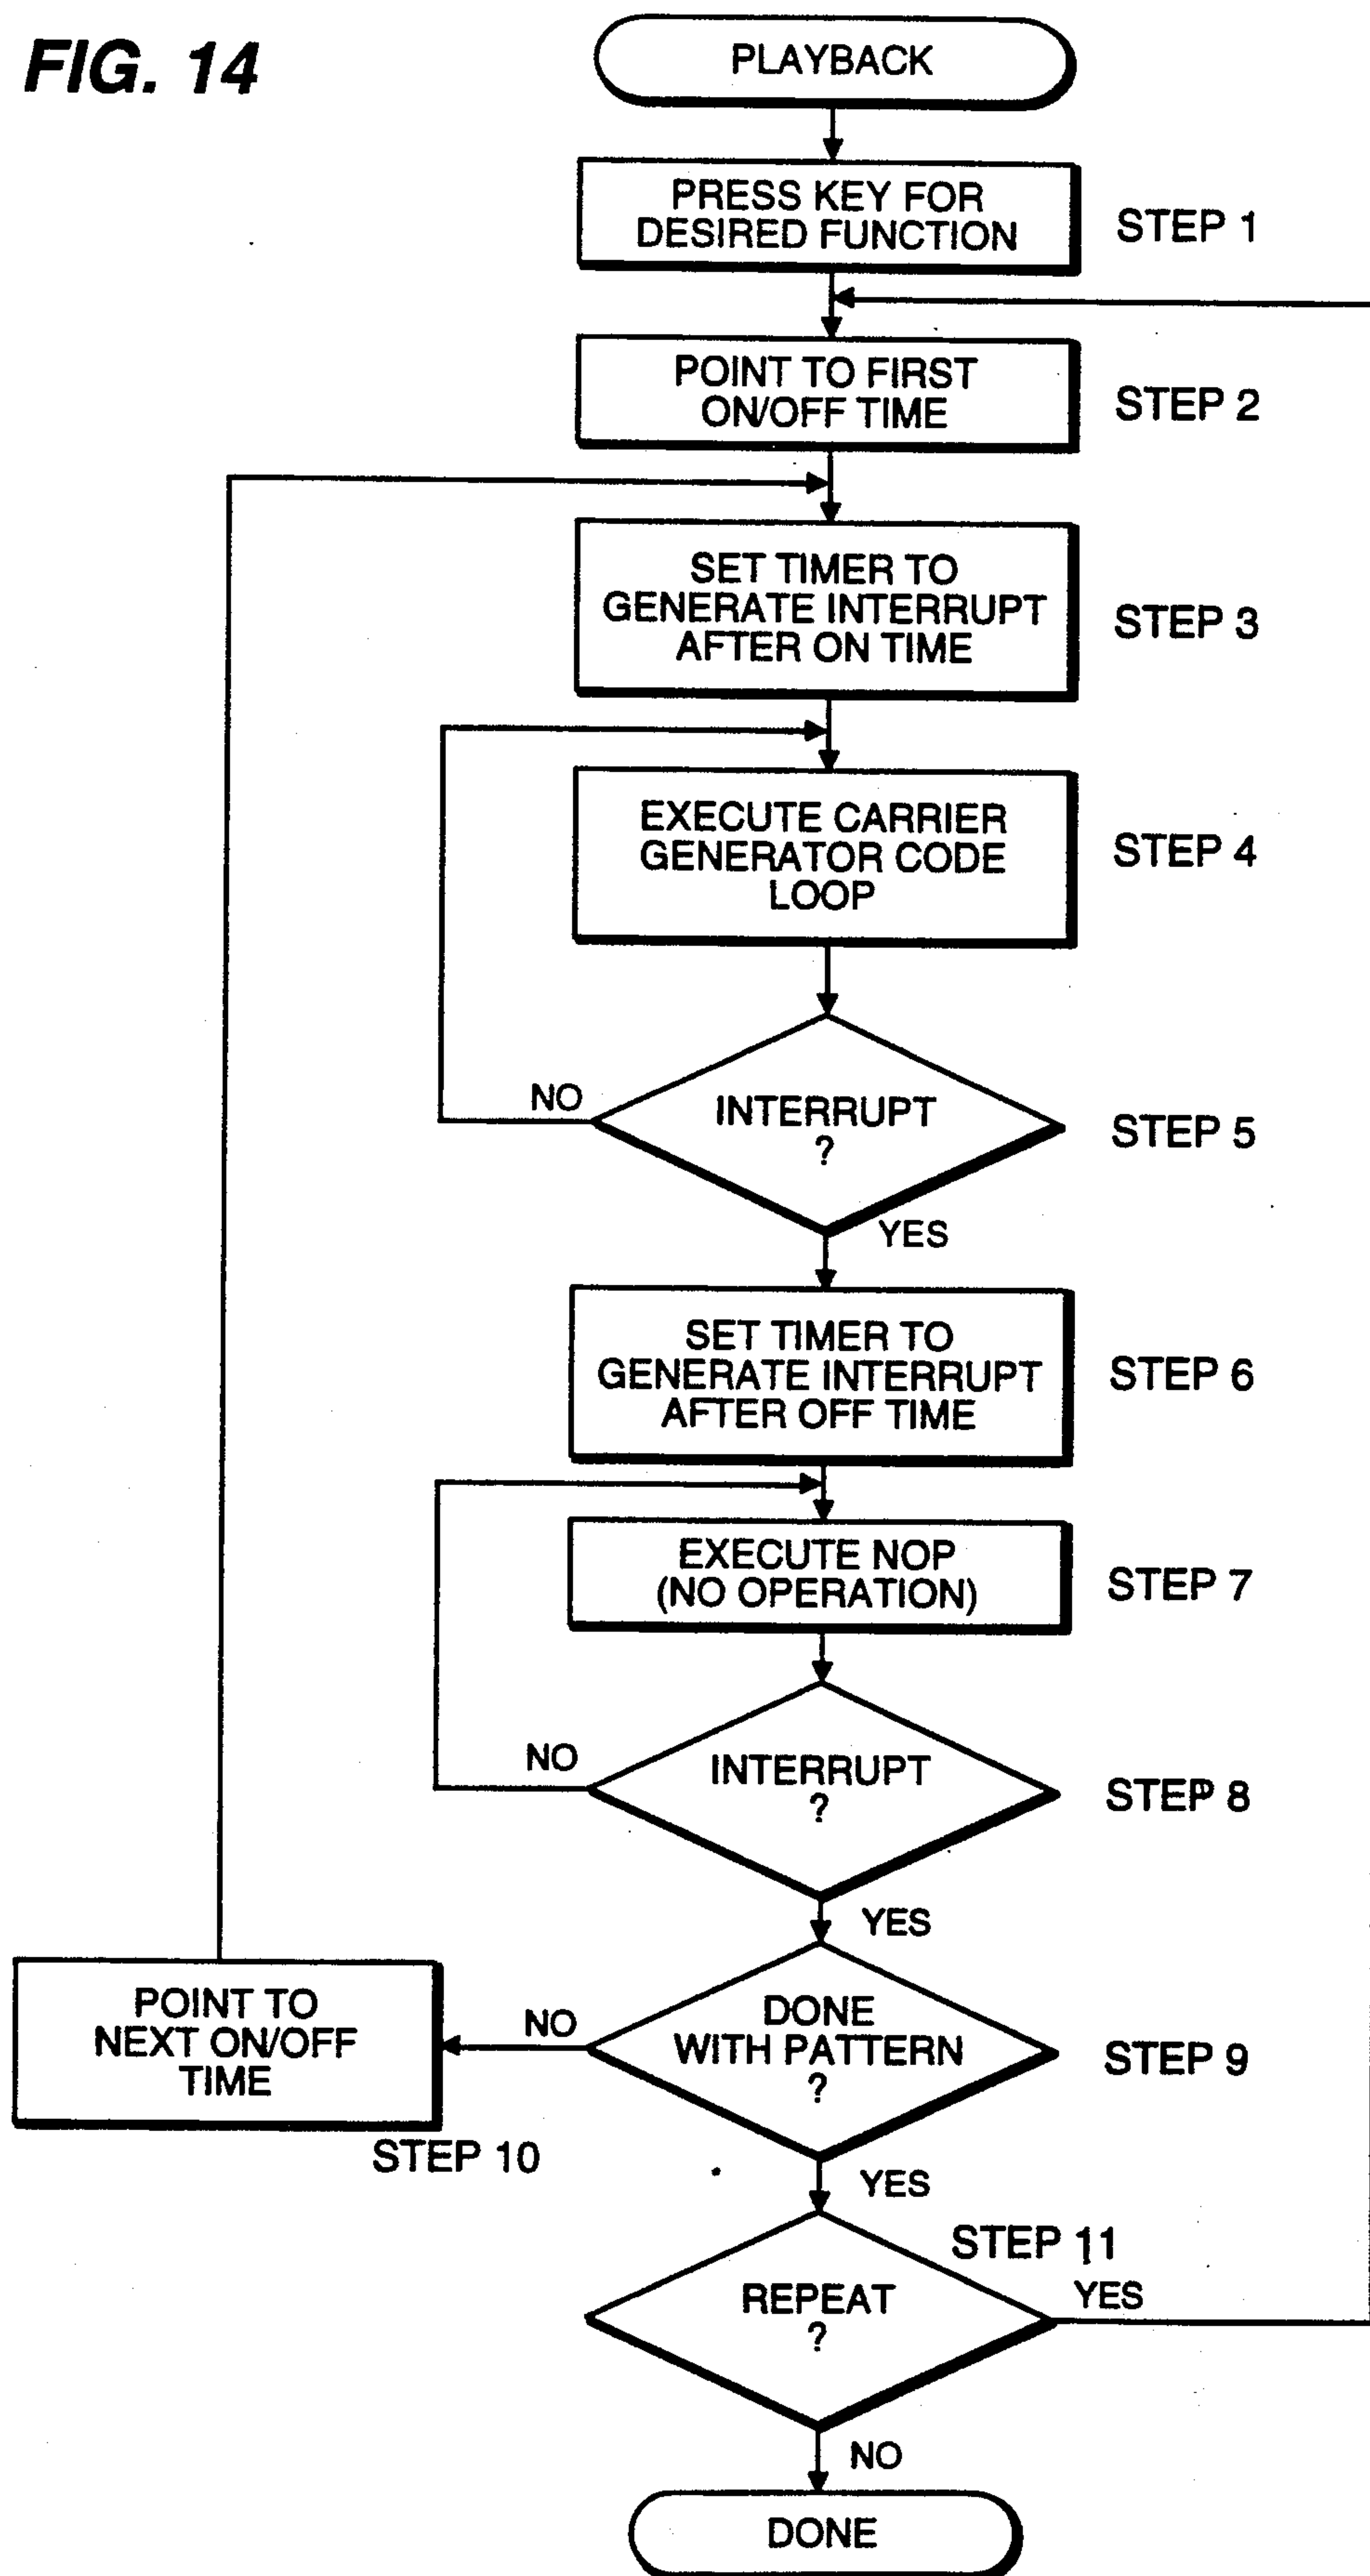 FIG. 14
PLAYBACK
PRESS KEY FOR
DESIRED FUNCTION
STEP 1
POINT TO FIRST
ON/OFF TIME
STEP 2
SET TIMER TO
GENERATE INTERRUPT
AFTER ON TIME
STEP 3
EXECUTE CARRIER
GENERATOR CODE
LOOP
STEP 4
NO
INTERRUPT
?
STEP 5
YES
SET TIMER TO
GENERATE INTERRUPT
AFTER OFF TIME
STEP 6
EXECUTE NOP
(NO OPERATION)
STEP 7
NO
INTERRUPT
?
STEP 8
YES
POINT TO
NEXT ON/OFF
TIME
STEP 10
NO
DONE
WITH PATTERN
?
STEP 9
YES
STEP 11
REPEAT
?
YES
NO
DONE